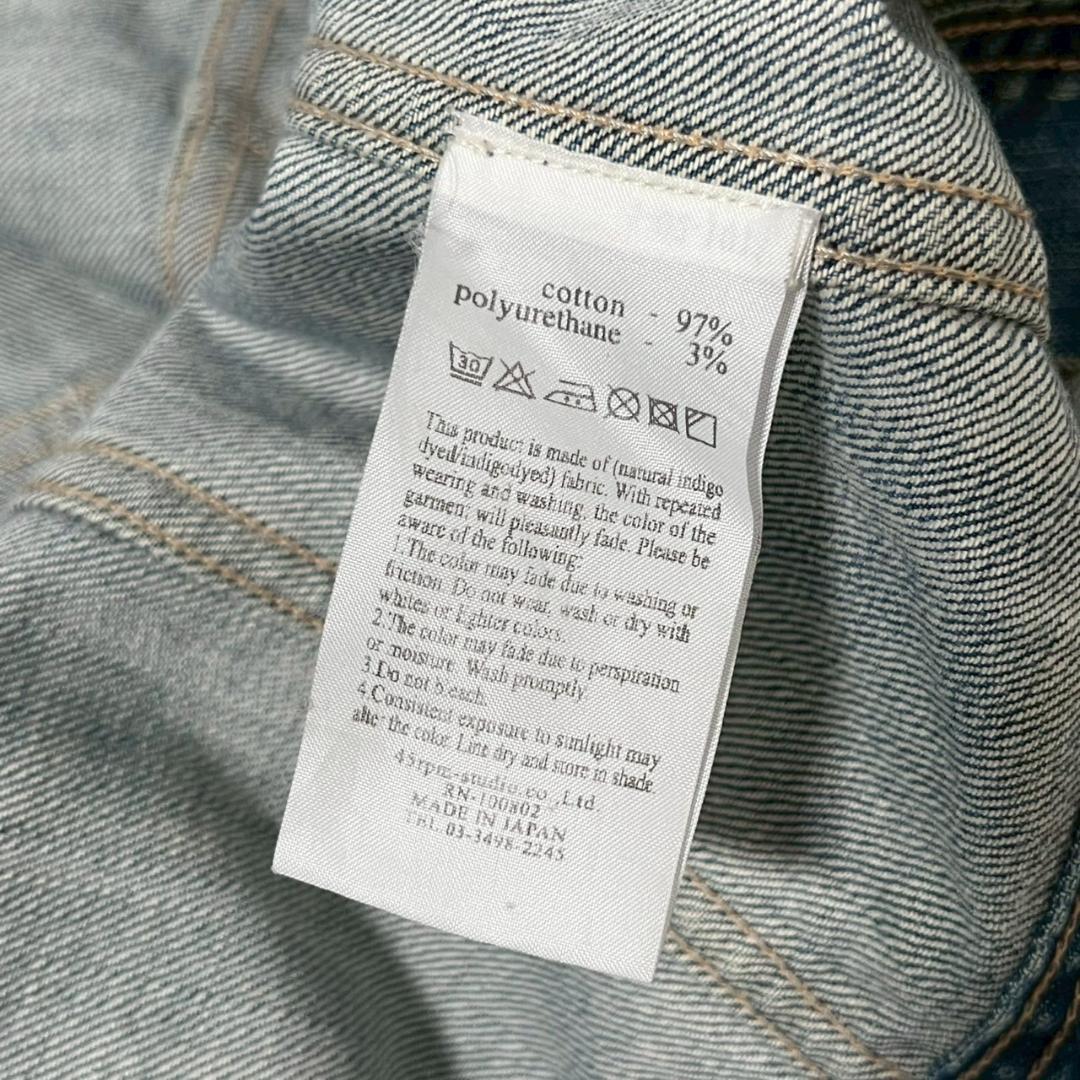 cotton - 97%
polyurethane - 3%
30
This product is made of (natural indigo
dyed/indigodyed) fabric. With repeated
wearing and washing, the color of the
garment will pleasantly fade. Please be
aware of the following:
1.The color may fade due to washing or
friction. Do not wear, wash or dry with
whites or lighter colors.
2.The color may fade due to perspiration
or moisture. Wash promptly.
3.Do not bleach.
4.Consistent exposure to sunlight may
alter the color. Line dry and store in shade.
45rpm-studio co.,Ltd
RN-100802
MADE IN JAPAN
TEL 03-3498-2245